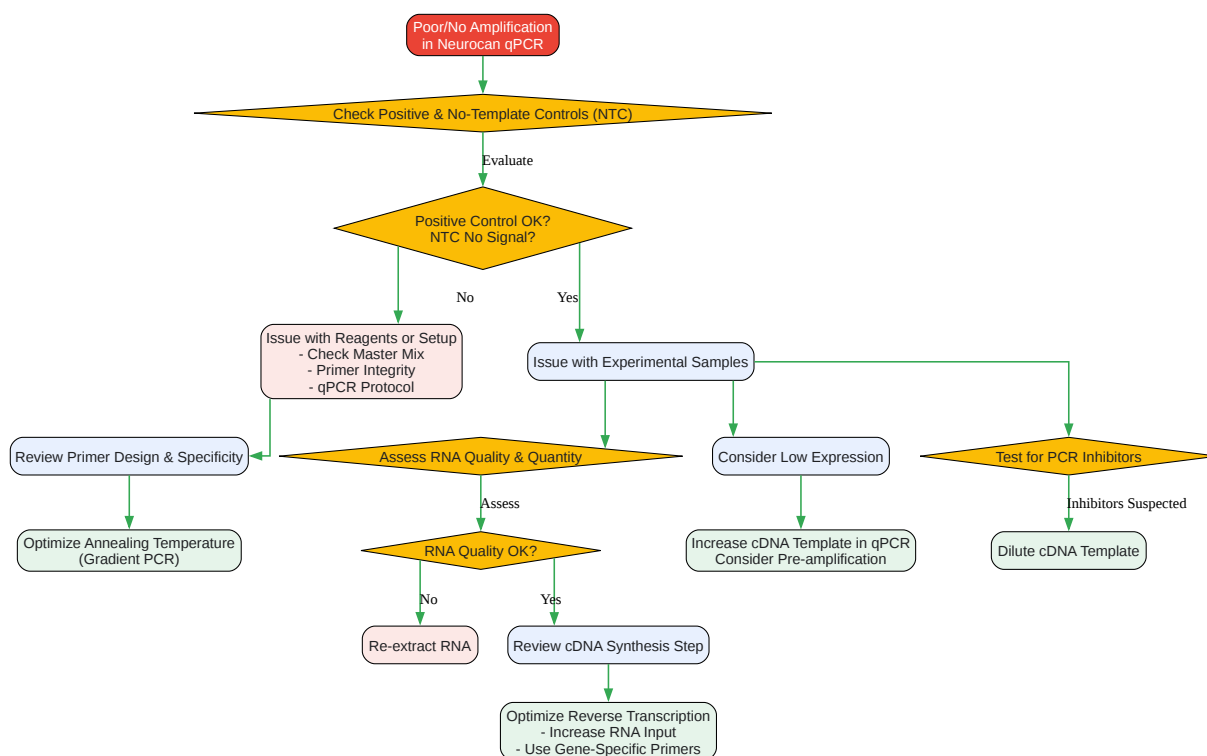 Poor/No Amplification
in Neurocan qPCR
Check Positive & No-Template Controls (NTC)
Evaluate
Positive Control OK?
NTC No Signal?
No
Yes
Issue with Reagents or Setup
- Check Master Mix
- Primer Integrity
- qPCR Protocol
Issue with Experimental Samples
Review Primer Design & Specificity
Assess RNA Quality & Quantity
Consider Low Expression
Test for PCR Inhibitors
Assess
Inhibitors Suspected
Optimize Annealing Temperature
(Gradient PCR)
RNA Quality OK?
Increase cDNA Template in qPCR
Consider Pre-amplification
Dilute cDNA Template
No
Yes
Re-extract RNA
Review cDNA Synthesis Step
Optimize Reverse Transcription
- Increase RNA Input
- Use Gene-Specific Primers